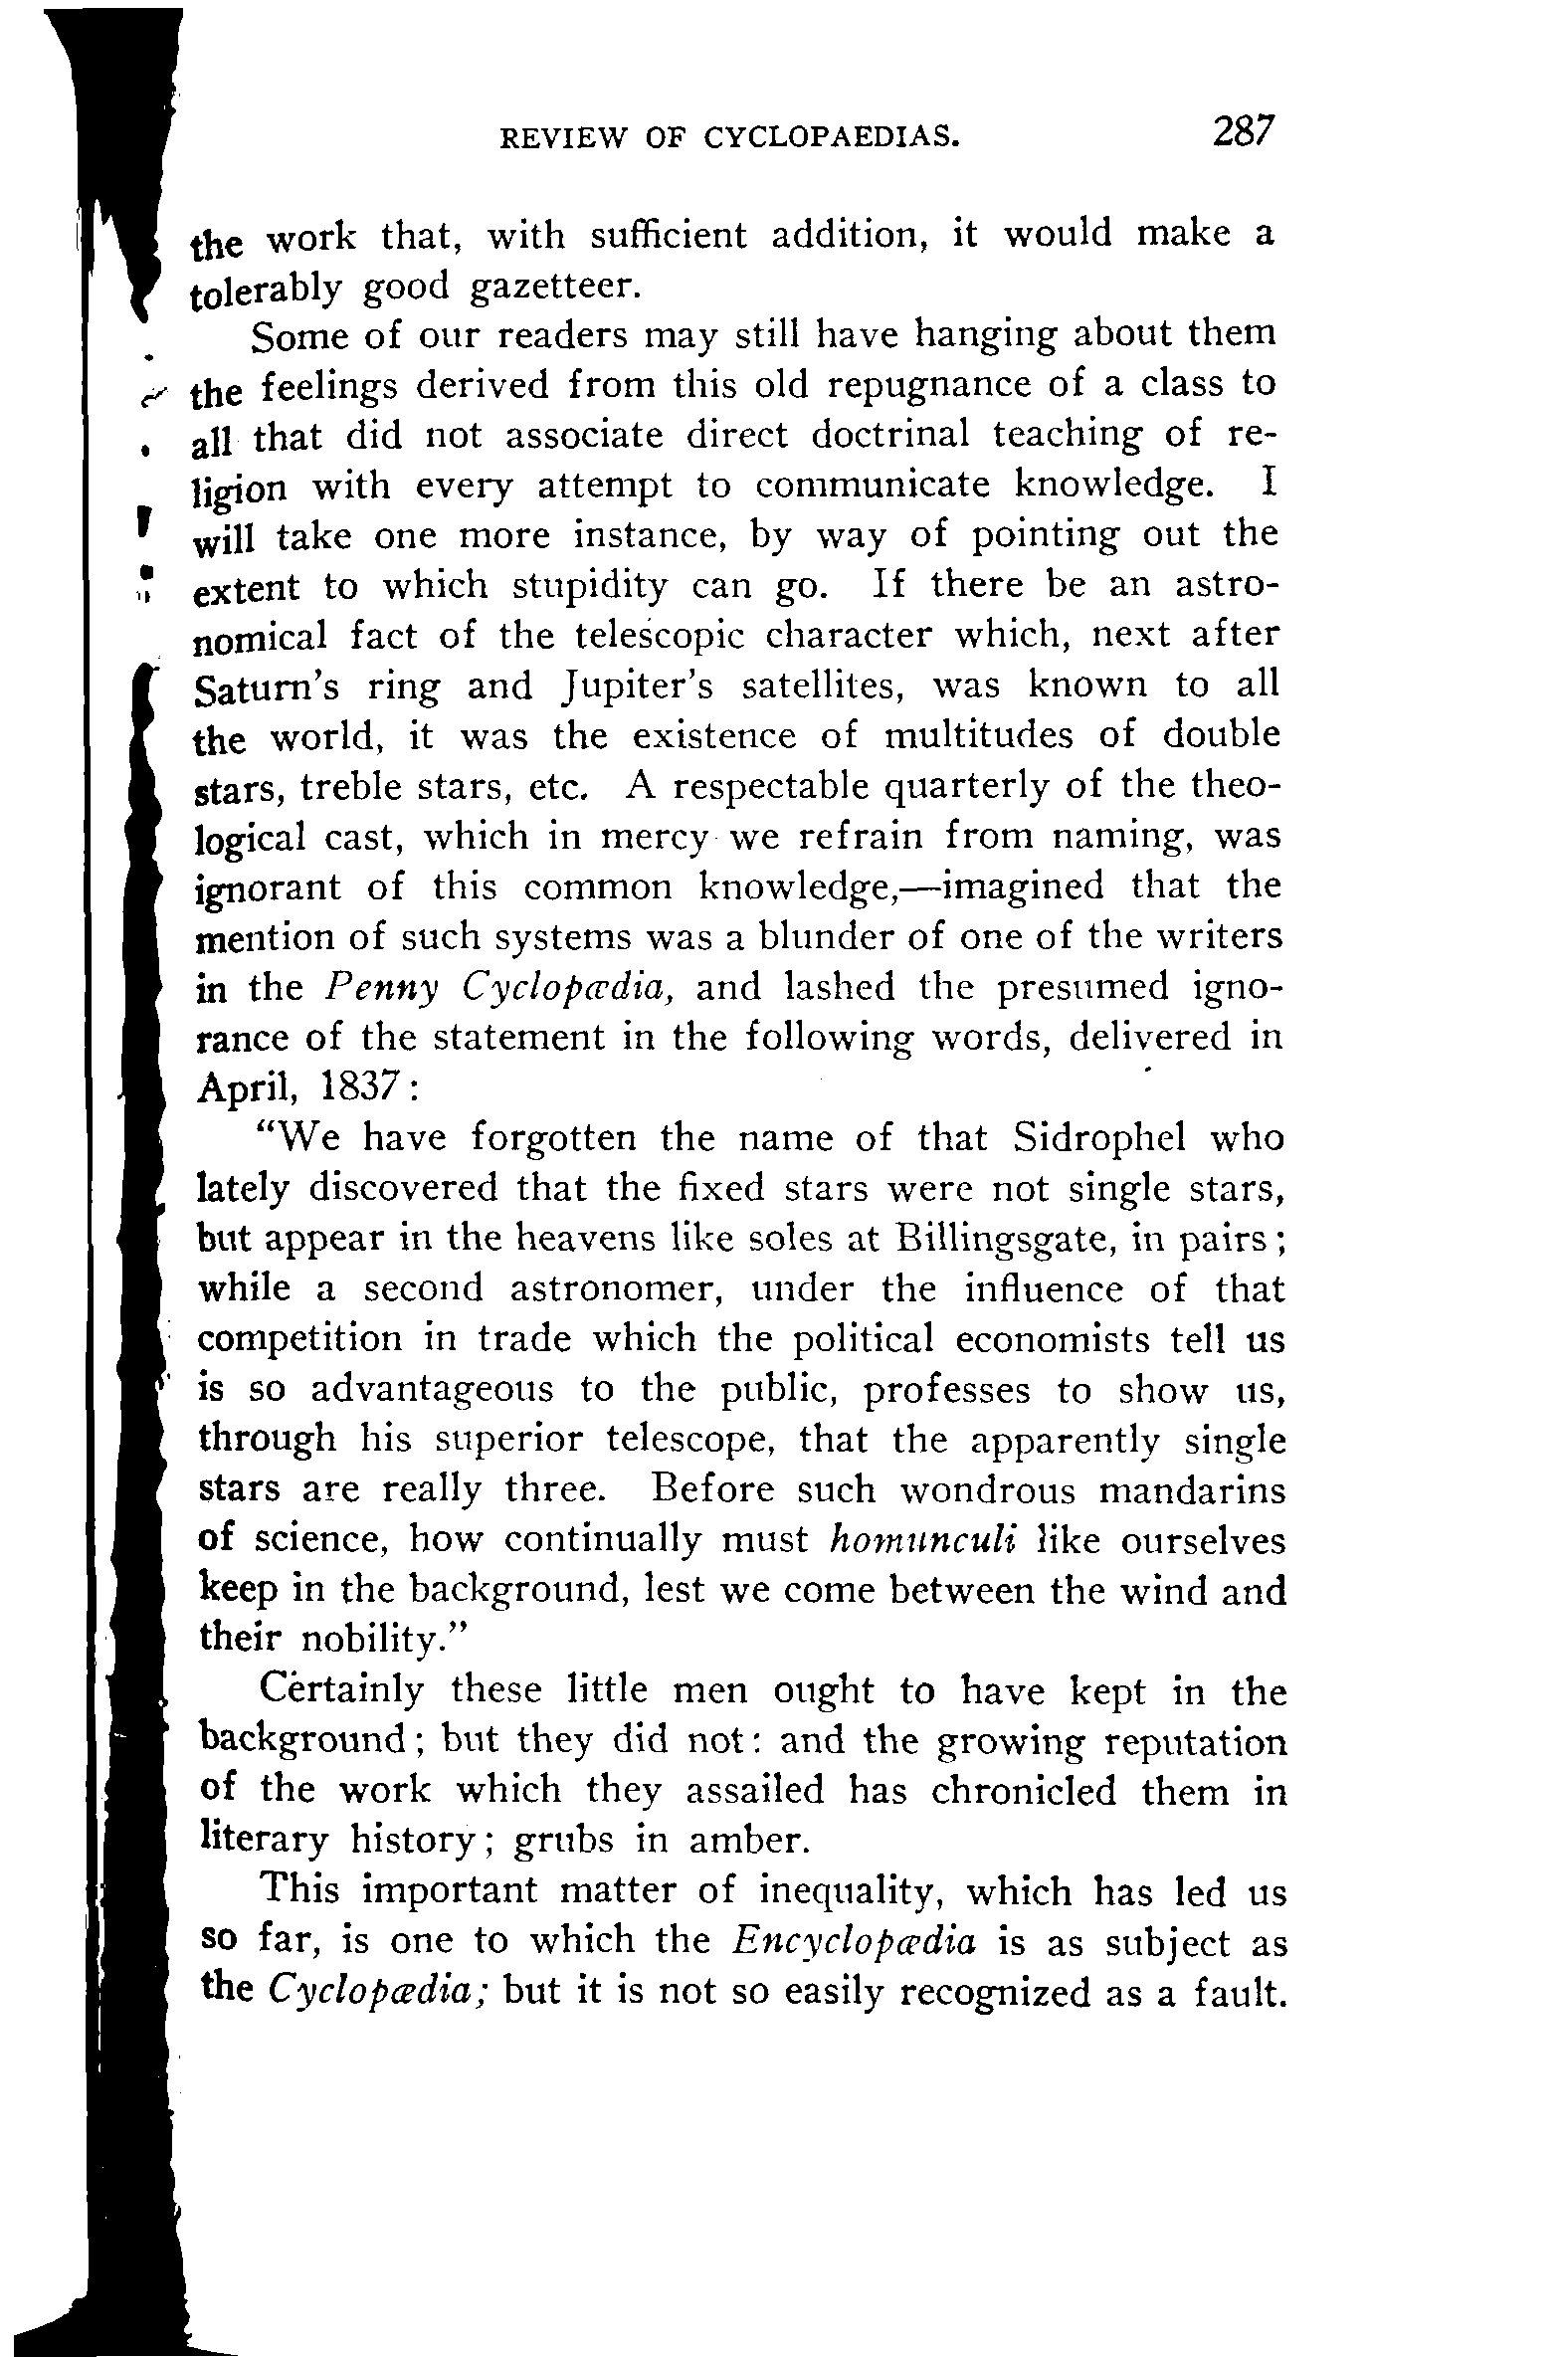 REVIEW OF CYCLOPAEDIAS. 287
the work that, with sufficient addition, it would make a
tolerably good gazetteer.
Some of our readers may still have hanging about them
the feelings derived from this old repugnance of a class to
all that did not associate direct doctrinal teaching of re-
ligion with every attempt to communicate knowledge. I
will take one more instance, by way of pointing out the
extent to which stupidity can go. If there be an astro-
nomical fact of the telescopic character which, next after
Saturn's ring and Jupiter's satellites, was known to all
the world, it was the existence of multitudes of double
stars, treble stars, etc. A respectable quarterly of the theo-
logical cast, which in mercy we refrain from naming, was
ignorant of this common knowledge,—imagined that the
mention of such systems was a blunder of one of the writers
in the Penny Cyclopædia, and lashed the presumed igno-
rance of the statement in the following words, delivered in
April, 1837:
"We have forgotten the name of that Sidrophel who
lately discovered that the fixed stars were not single stars,
but appear in the heavens like soles at Billingsgate, in pairs;
while a second astronomer, under the influence of that
competition in trade which the political economists tell us
is so advantageous to the public, professes to show us,
through his superior telescope, that the apparently single
stars are really three. Before such wondrous mandarins
of science, how continually must homunculi like ourselves
keep in the background, lest we come between the wind and
their nobility."
Certainly these little men ought to have kept in the
background; but they did not: and the growing reputation
of the work which they assailed has chronicled them in
literary history; grubs in amber.
This important matter of inequality, which has led us
so far, is one to which the Encyclopædia is as subject as
the Cyclopædia; but it is not so easily recognized as a fault.